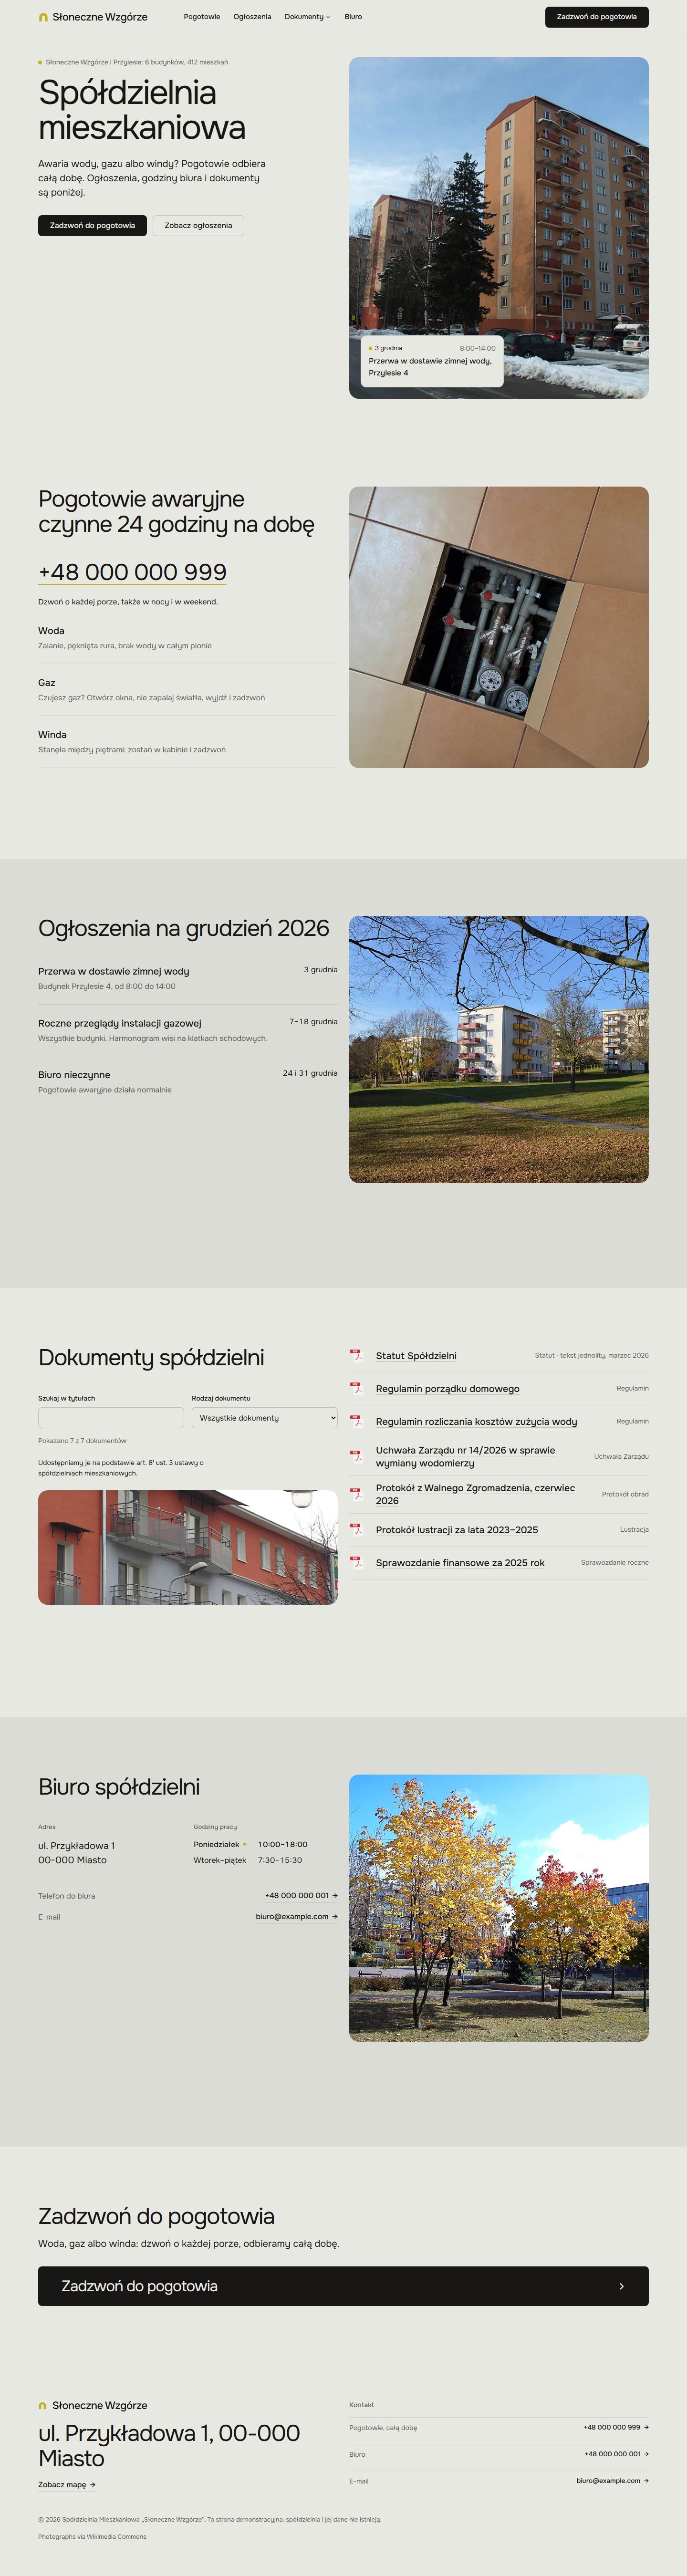 Słoneczne Wzgórze
Pogotowie
Ogłoszenia
Dokumenty
Biuro
Zadzwoń do pogotowia
Słoneczne Wzgórze i Przylesie: 6 budynków, 412 mieszkań
Spółdzielnia
mieszkaniowa
Awaria wody, gazu albo windy? Pogotowie odbiera
całą dobę. Ogłoszenia, godziny biura i dokumenty
są poniżej.
Zadzwoń do pogotowia
Zobacz ogłoszenia
3 grudnia
8:00–14:00
Przerwa w dostawie zimnej wody,
Przylesie 4
Pogotowie awaryjne
czynne 24 godziny na dobę
+48 000 000 999
Dzwoń o każdej porze, także w nocy i w weekend.
Woda
Zalanie, pęknięta rura, brak wody w całym pionie
Gaz
Czujesz gaz? Otwórz okna, nie zapalaj światła, wyjdź i zadzwoń
Winda
Stanęła między piętrami: zostań w kabinie i zadzwoń
Ogłoszenia na grudzień 2026
Przerwa w dostawie zimnej wody
3 grudnia
Budynek Przylesie 4, od 8:00 do 14:00
Roczne przeglądy instalacji gazowej
7–18 grudnia
Wszystkie budynki. Harmonogram wisi na klatkach schodowych.
Biuro nieczynne
24 i 31 grudnia
Pogotowie awaryjne działa normalnie
Dokumenty spółdzielni
Szukaj w tytułach
Rodzaj dokumentu
Wszystkie dokumenty
Pokazano 7 z 7 dokumentów
Udostępniamy je na podstawie art. 8¹ ust. 3 ustawy o
spółdzielniach mieszkaniowych.
Statut Spółdzielni
Statut · tekst jednolity, marzec 2026
Regulamin porządku domowego
Regulamin
Regulamin rozliczania kosztów zużycia wody
Regulamin
Uchwała Zarządu nr 14/2026 w sprawie
wymiany wodomierzy
Uchwała Zarządu
Protokół z Walnego Zgromadzenia, czerwiec
2026
Protokół obrad
Protokół lustracji za lata 2023–2025
Lustracja
Sprawozdanie finansowe za 2025 rok
Sprawozdanie roczne
Biuro spółdzielni
Adres
ul. Przykładowa 1
00-000 Miasto
Godziny pracy
Poniedziałek
10:00–18:00
Wtorek–piątek
7:30–15:30
Telefon do biura
+48 000 000 001 →
E-mail
biuro@example.com →
Zadzwoń do pogotowia
Woda, gaz albo winda: dzwoń o każdej porze, odbieramy całą dobę.
Zadzwoń do pogotowia
Słoneczne Wzgórze
ul. Przykładowa 1, 00-000
Miasto
Zobacz mapę →
Kontakt
Pogotowie, całą dobę
+48 000 000 999 →
Biuro
+48 000 000 001 →
E-mail
biuro@example.com →
© 2026 Spółdzielnia Mieszkaniowa „Słoneczne Wzgórze”. To strona demonstracyjna: spółdzielnia i jej dane nie istnieją.
Photographs via Wikimedia Commons